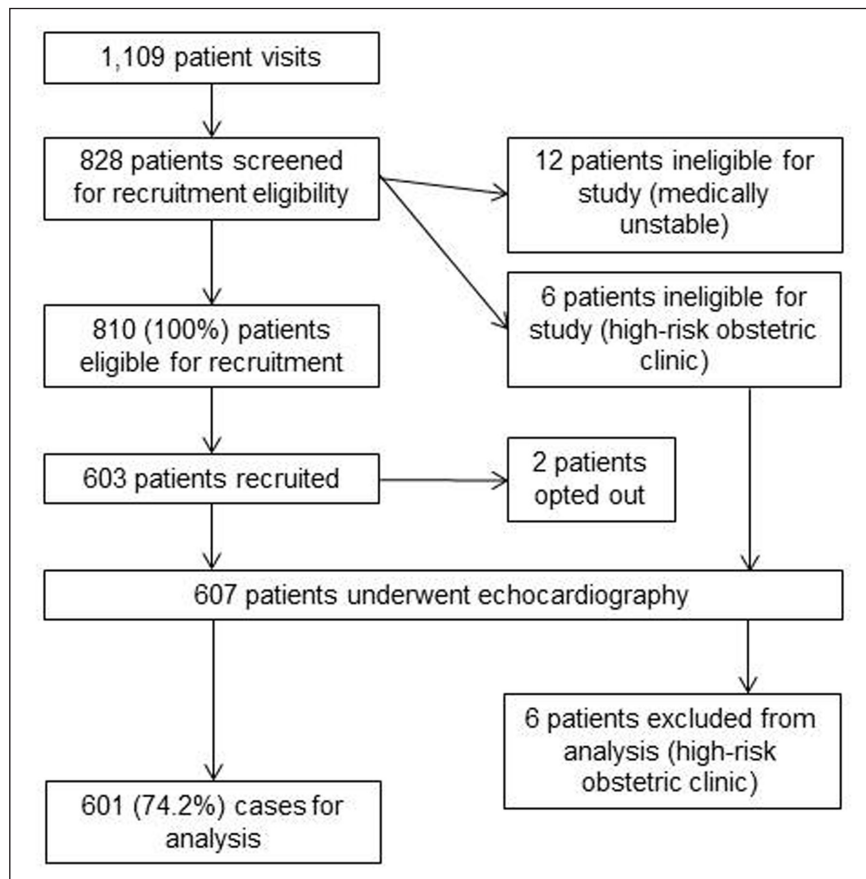 1,109 patient visits
828 patients screened
for recruitment eligibility
12 patients ineligible for
study (medically
unstable)
6 patients ineligible for
study (high-risk obstetric
clinic)
810 (100%) patients
eligible for recruitment
603 patients recruited
2 patients
opted out
607 patients underwent echocardiography
6 patients excluded from
analysis (high-risk
obstetric clinic)
601 (74.2%) cases for
analysis